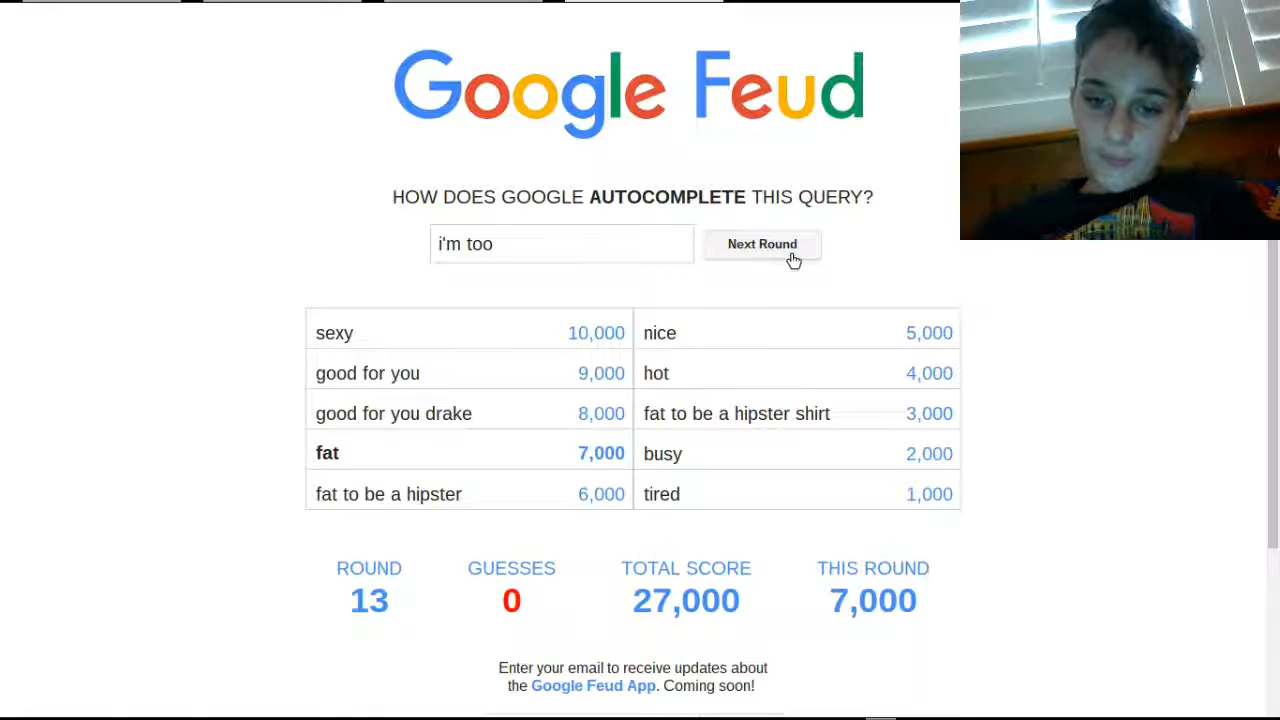 Google Feud
HOW DOES GOOGLE AUTOCOMPLETE THIS QUERY?
i'm too
Next Round
sexy 10,000 nice 5,000
good for you 9,000 hot 4,000
good for you drake 8,000 fat to be a hipster shirt 3,000
fat 7,000 busy 2,000
fat to be a hipster 6,000 tired 1,000
ROUND GUESSES TOTAL SCORE THIS ROUND
13 0 27,000 7,000
Enter your email to receive updates about
the Google Feud App. Coming soon!